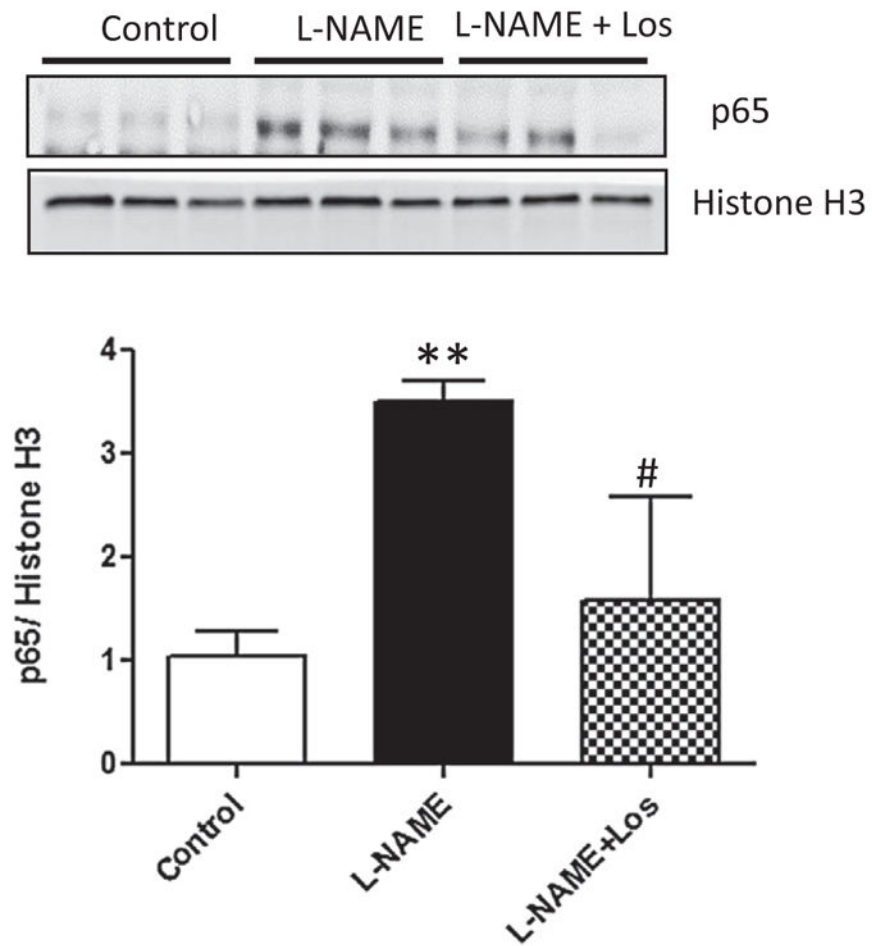 Control L-NAME L-NAME + Los
p65
Histone H3
4
**
3
#
2
1
0
p65/ Histone H3
Control
L-NAME
L-NAME+Los